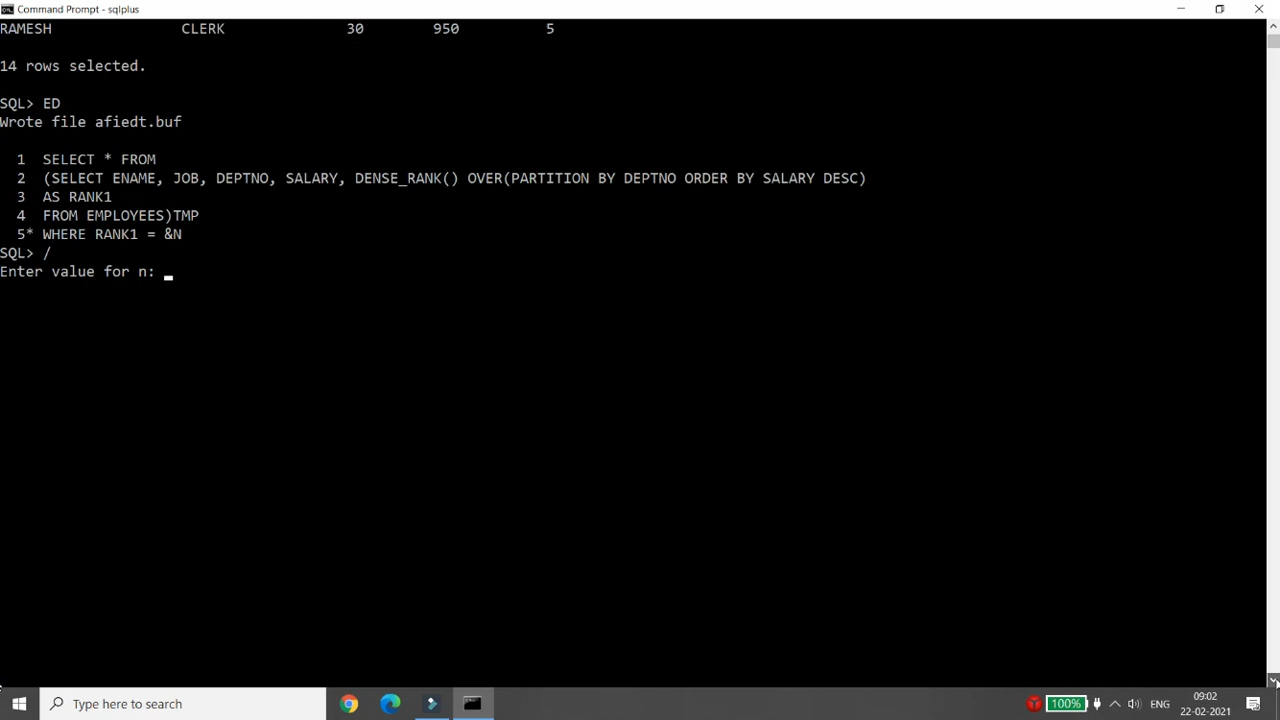 Command Prompt - sqlplus
RAMESH CLERK 30 950 5
14 rows selected.
SQL> ED
Wrote file afiedt.buf
1 SELECT * FROM
2 (SELECT ENAME, JOB, DEPTNO, SALARY, DENSE_RANK() OVER(PARTITION BY DEPTNO ORDER BY SALARY DESC)
3 AS RANK1
4 FROM EMPLOYEES)TMP
5* WHERE RANK1 = &N
SQL> /
Enter value for n:
Type here to search
100%
ENG
09:02
22-02-2021